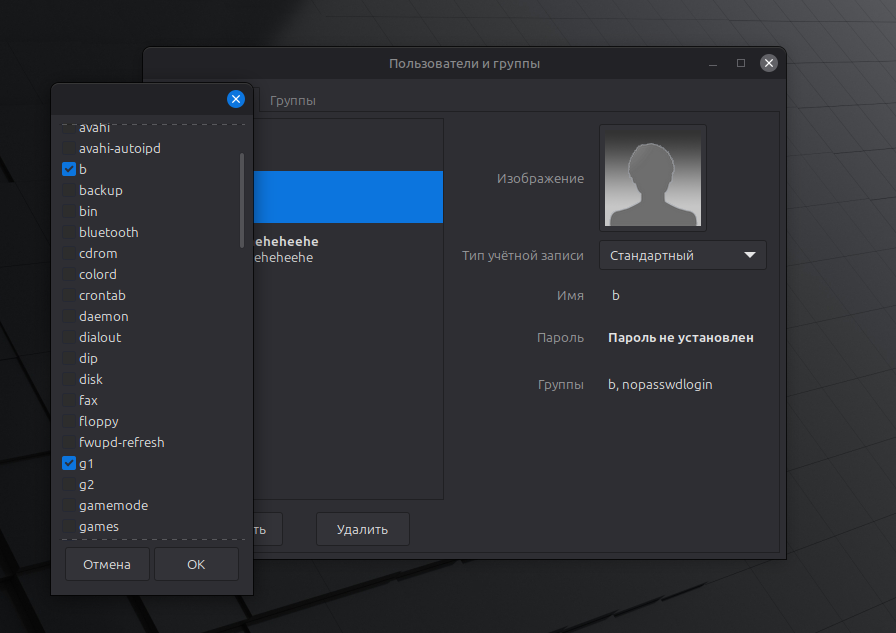 Пользователи и группы
Группы
avahi
avahi-autoipd
b
backup
bin
bluetooth
cdrom
colord
crontab
daemon
dialout
dip
disk
fax
floppy
fwupd-refresh
g1
g2
gamemode
games
Отмена
OK
eheheehe
eheheehe
ть
Удалить
Изображение
Тип учётной записи
Стандартный
Имя
b
Пароль
Пароль не установлен
Группы
b, nopasswdlogin